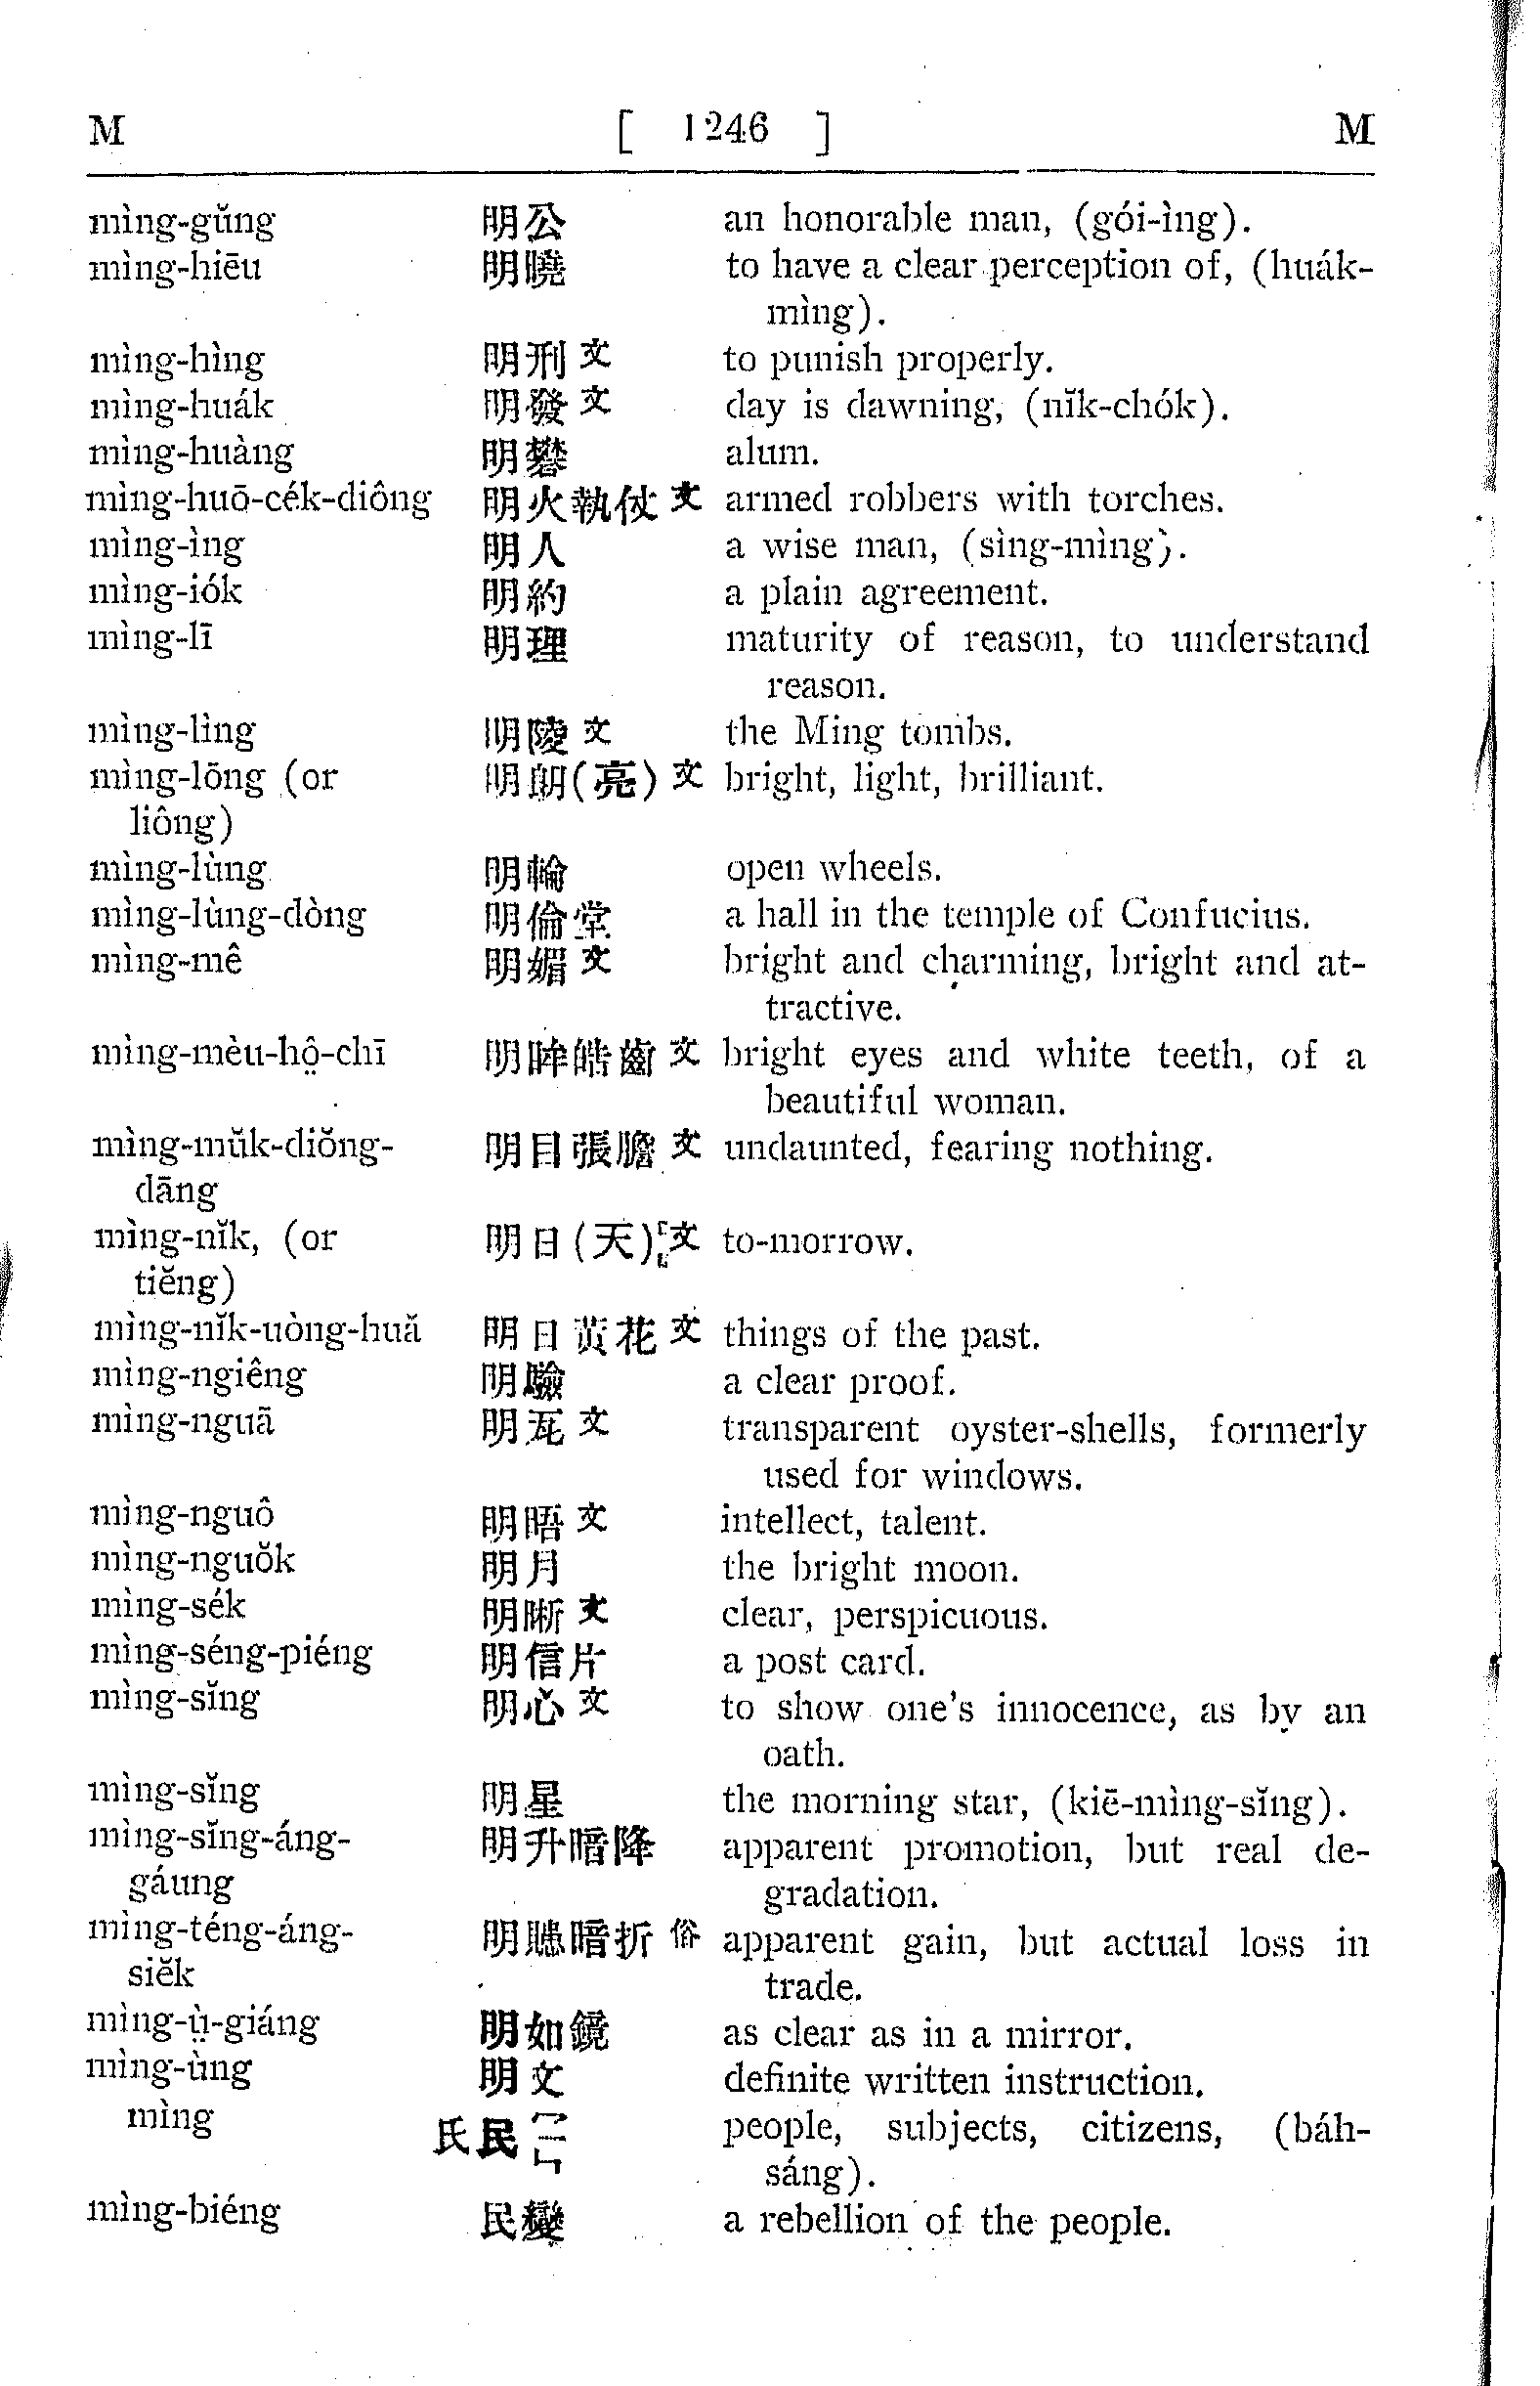 M [ 1246 ] M
mìng-gŭng 明公 an honorable man, (gói-ìng).
mìng-hiēu 明曉 to have a clear perception of, (huák-
mìng).
mìng-hìng 明刑 文 to punish properly.
mìng-huák 明發 文 day is dawning, (nĭk-chók).
mìng-huàng 明礬 alum.
mìng-huō-cék-diông 明火執仗 文 armed robbers with torches.
mìng-ìng 明人 a wise man, (sìng-mìng).
mìng-iók 明約 a plain agreement.
mìng-lī 明理 maturity of reason, to understand
reason.
mìng-lìng 明陵 文 the Ming tombs.
mìng-lōng (or 明朗(亮) 文 bright, light, brilliant.
liông)
mìng-lùng 明輪 open wheels.
mìng-lùng-dòng 明倫堂 a hall in the temple of Confucius.
mìng-mê 明媚 文 bright and charming, bright and at-
tractive.
mìng-mèu-hô̤-chī 明眸皓齒 文 bright eyes and white teeth, of a
beautiful woman.
mìng-mŭk-diŏng- 明目張膽 文 undaunted, fearing nothing.
dāng
mìng-nĭk, (or 明日(天) 文 to-morrow.
tiĕng)
mìng-nĭk-uòng-huă 明日黃花 文 things of the past.
mìng-ngiêng 明驗 a clear proof.
mìng-nguā 明瓦 文 transparent oyster-shells, formerly
used for windows.
mìng-nguô 明晤 文 intellect, talent.
mìng-nguŏk 明月 the bright moon.
mìng-sék 明晰 文 clear, perspicuous.
mìng-séng-piéng 明信片 a post card.
mìng-sĭng 明心 文 to show one's innocence, as by an
oath.
mìng-sĭng 明星 the morning star, (kiē-mìng-sĭng).
mìng-sĭng-áng- 明升暗降 apparent promotion, but real de-
gáung gradation.
mìng-téng-áng- 明賺暗折 俗 apparent gain, but actual loss in
siĕk trade.
mìng-ṳ̀-giáng 明如鏡 as clear as in a mirror.
mìng-ùng 明文 definite written instruction.
mìng 氏民 people, subjects, citizens, (báh-
sáng).
mìng-biéng 民變 a rebellion of the people.